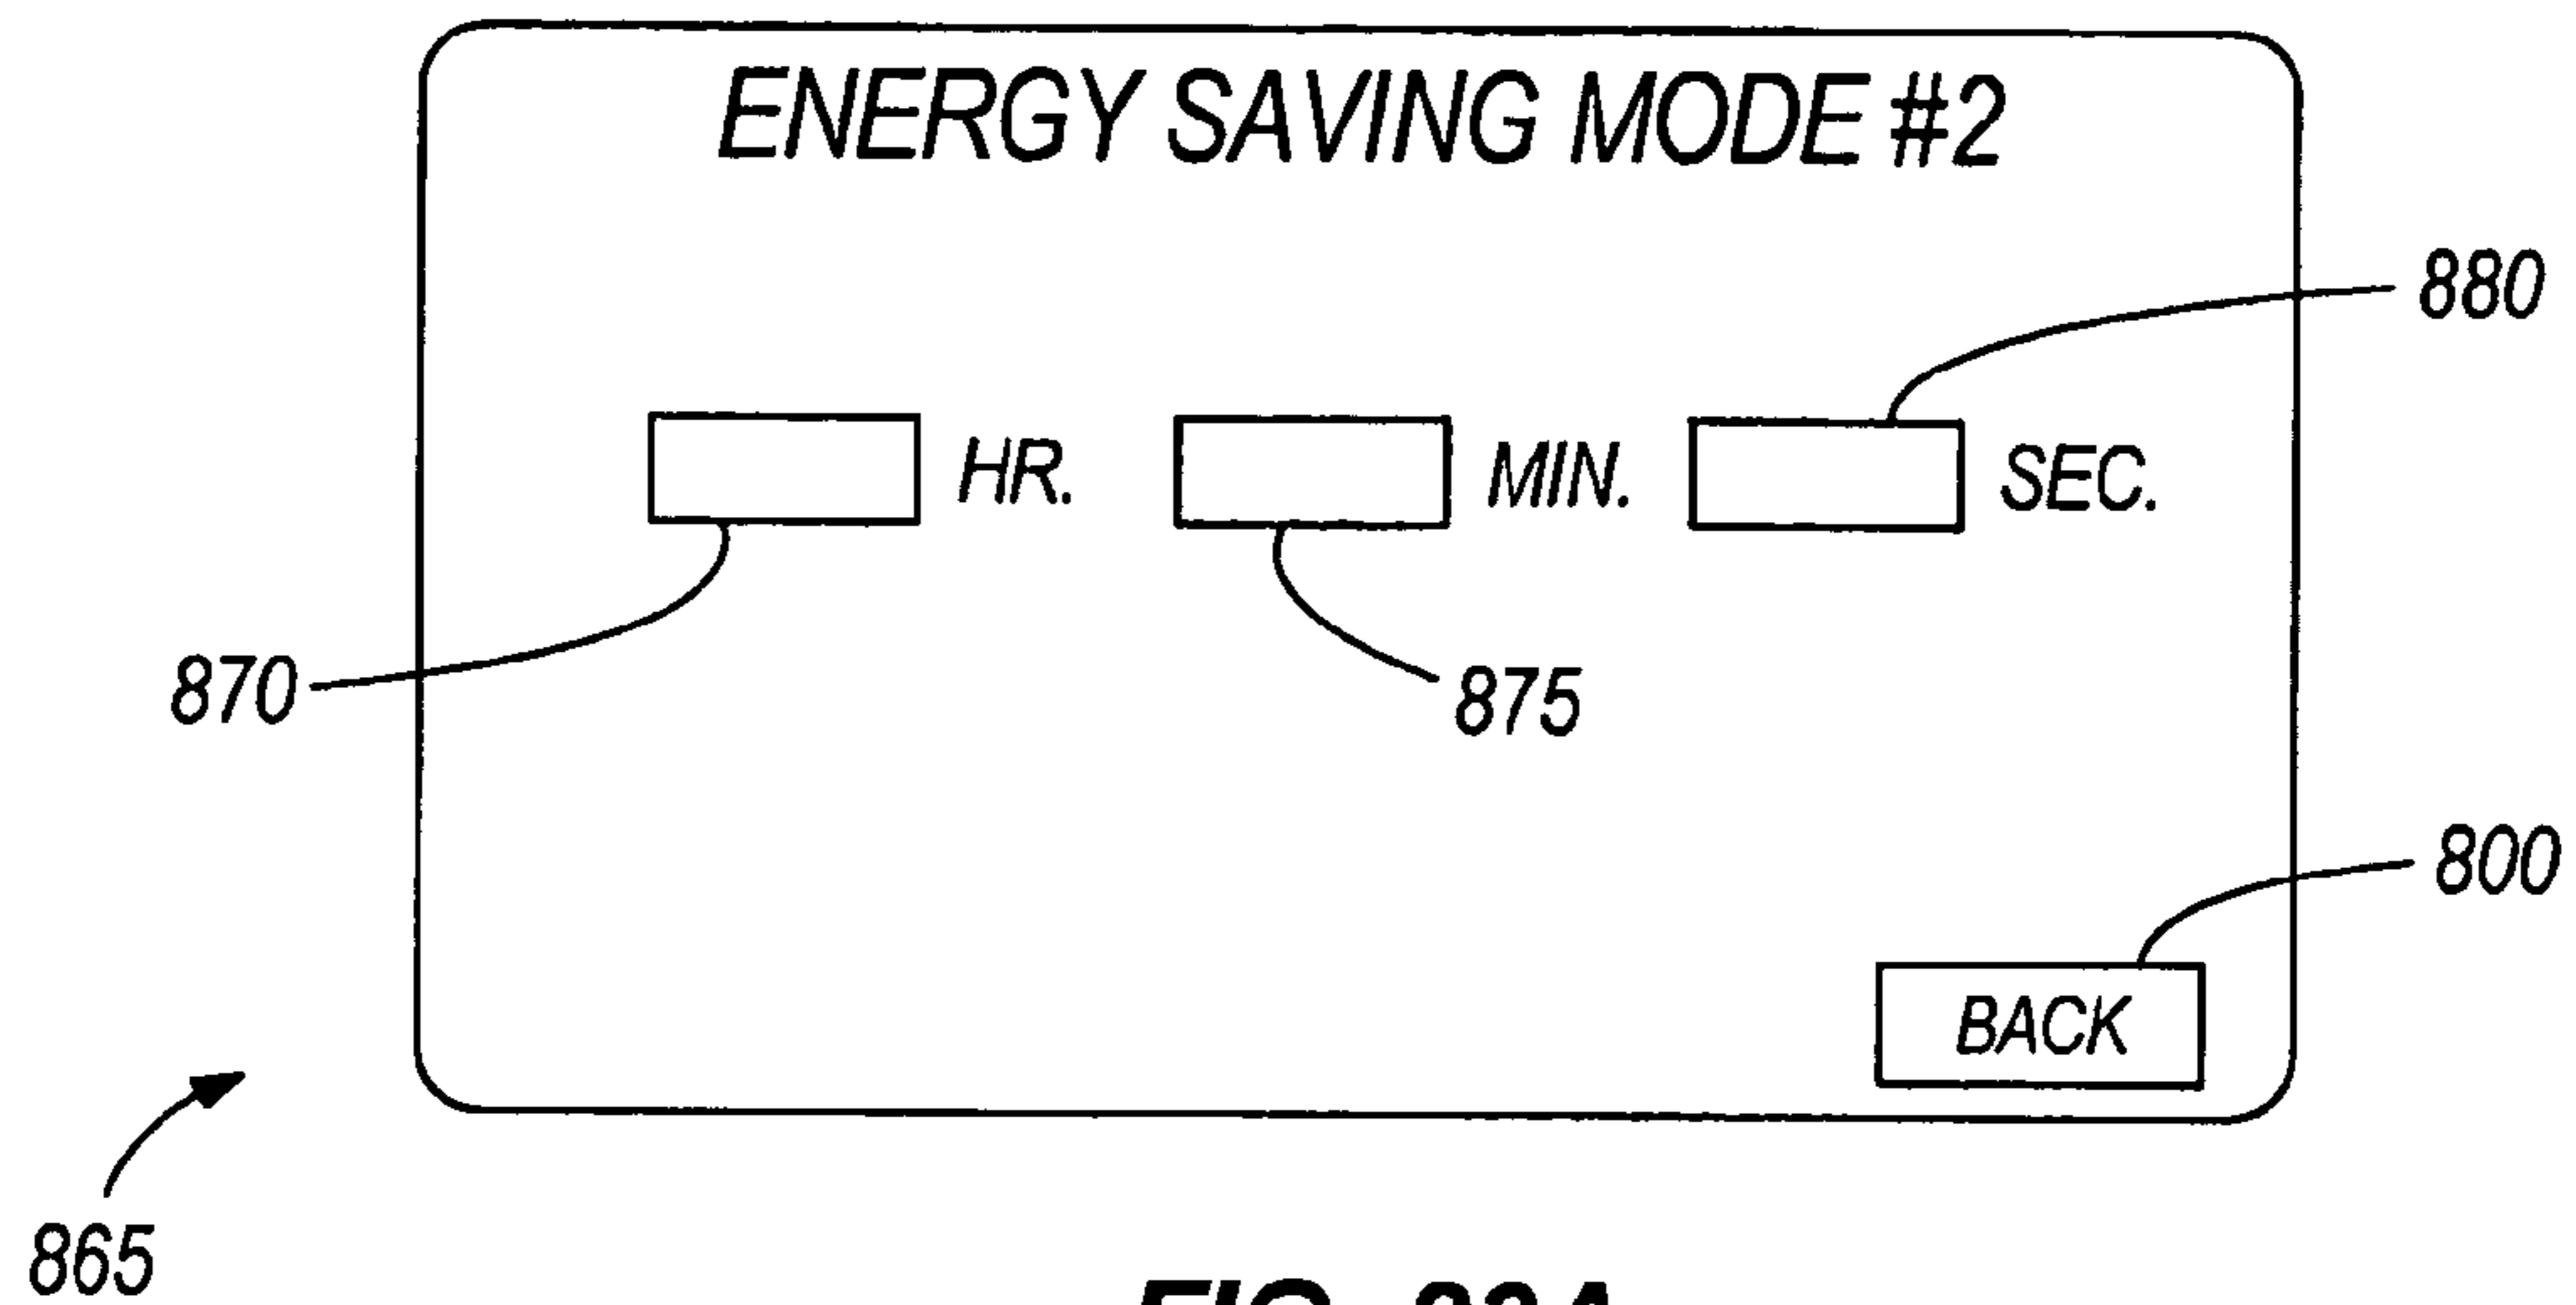 ENERGY SAVING MODE #2
880
HR. MIN. SEC.
870
875
800
BACK
865